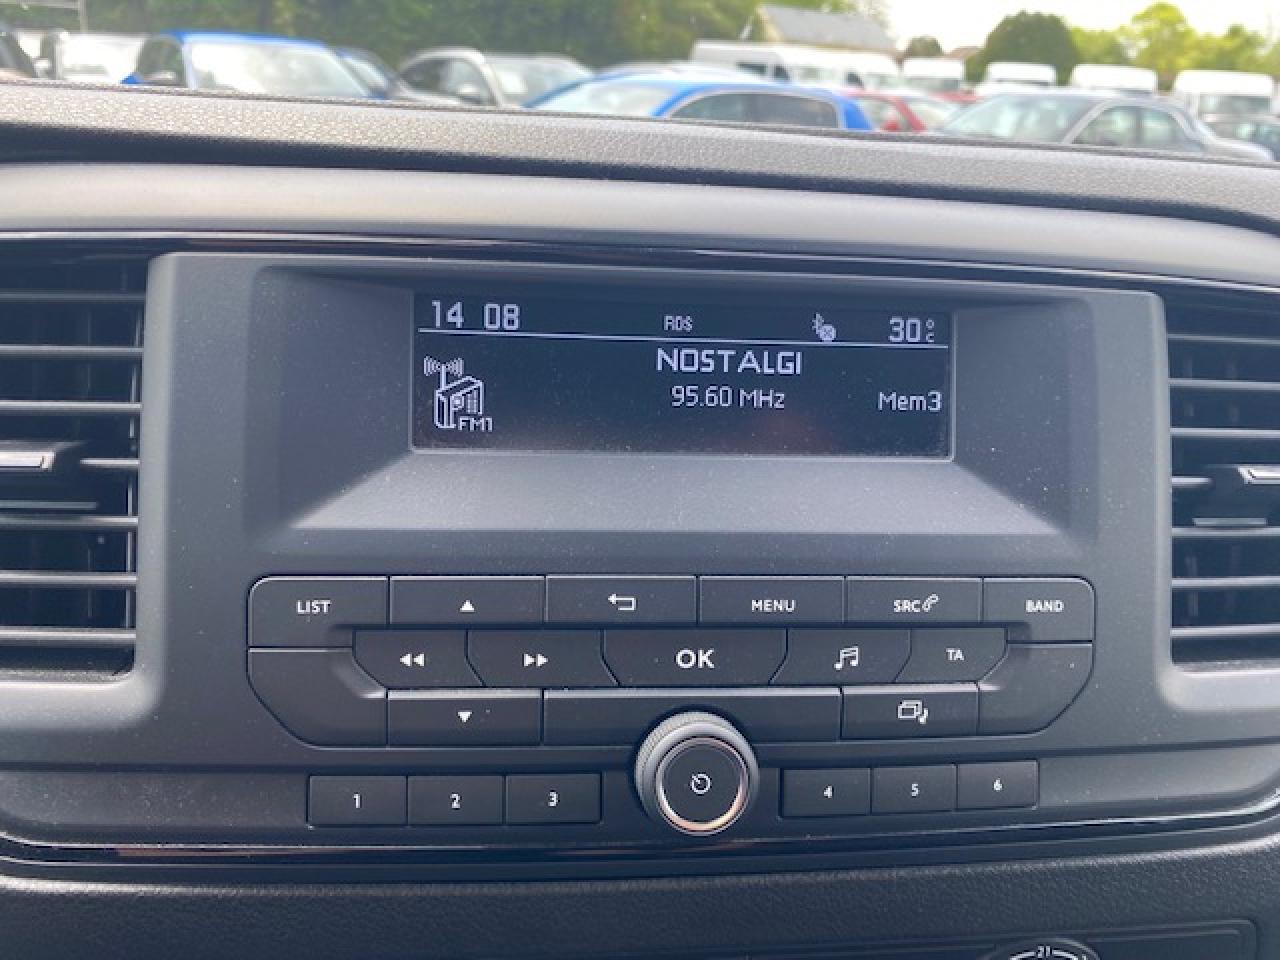 14 08 RDS 30°C
NOSTALGI
95.60 MHz Mem3
FM1
LIST MENU SRC BAND
OK TA
1 2 3 4 5 6
21